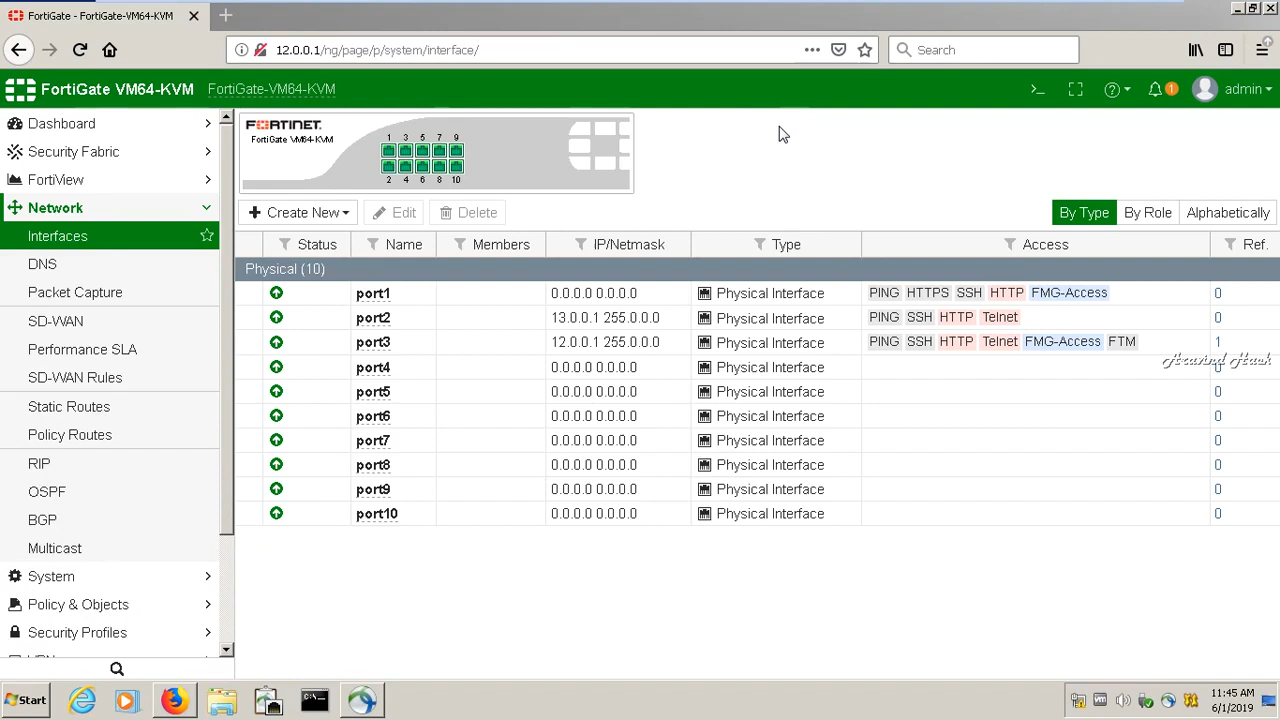 FortiGate - FortiGate-VM64-KVM
12.0.0.1/ng/page/p/system/interface/
Search
FortiGate VM64-KVM
FortiGate-VM64-KVM
1
admin
Dashboard
Security Fabric
FortiView
Network
Interfaces
DNS
Packet Capture
SD-WAN
Performance SLA
SD-WAN Rules
Static Routes
Policy Routes
RIP
OSPF
BGP
Multicast
System
Policy & Objects
Security Profiles
FORTINET
FortiGate VM64-KVM
1 3 5 7 9
2 4 6 8 10
Create New Edit Delete By Type By Role Alphabetically
Status Name Members IP/Netmask Type Access Ref.
Physical (10)
port1 0.0.0.0 0.0.0.0 Physical Interface PING HTTPS SSH HTTP FMG-Access 0
port2 13.0.0.1 255.0.0.0 Physical Interface PING SSH HTTP Telnet 0
port3 12.0.0.1 255.0.0.0 Physical Interface PING SSH HTTP Telnet FMG-Access FTM 1
Aravind Hack
port4 0.0.0.0 0.0.0.0 Physical Interface 0
port5 0.0.0.0 0.0.0.0 Physical Interface 0
port6 0.0.0.0 0.0.0.0 Physical Interface 0
port7 0.0.0.0 0.0.0.0 Physical Interface 0
port8 0.0.0.0 0.0.0.0 Physical Interface 0
port9 0.0.0.0 0.0.0.0 Physical Interface 0
port10 0.0.0.0 0.0.0.0 Physical Interface 0
Start
11:45 AM
6/1/2019